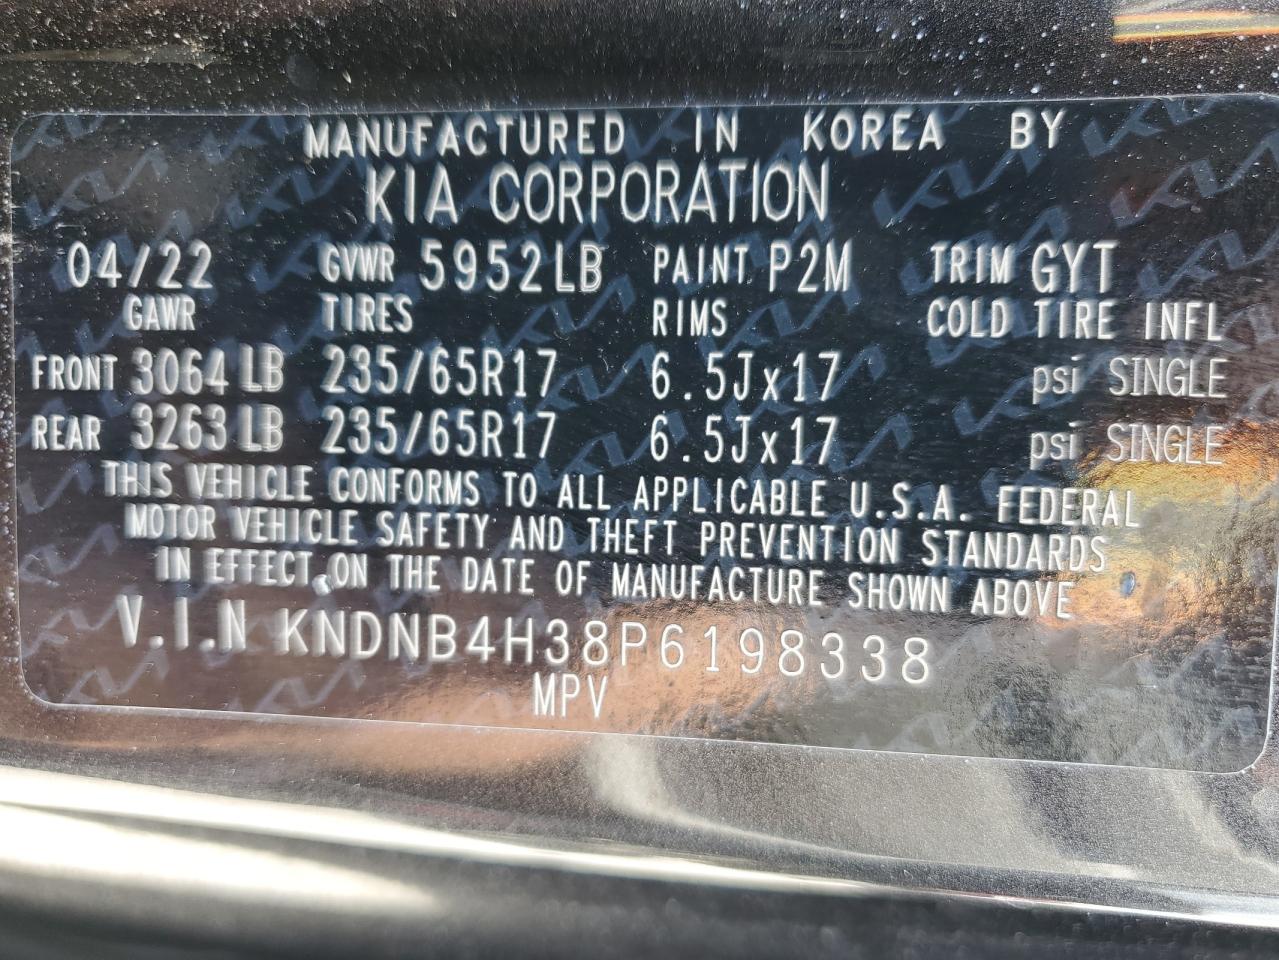 MANUFACTURED IN KOREA BY
KIA CORPORATION
04/22 GVWR 5952LB PAINT P2M TRIM GYT
GAWR TIRES RIMS COLD TIRE INFL
FRONT 3064LB 235/65R17 6.5Jx17 psi SINGLE
REAR 3263LB 235/65R17 6.5Jx17 psi SINGLE
THIS VEHICLE CONFORMS TO ALL APPLICABLE U.S.A. FEDERAL
MOTOR VEHICLE SAFETY AND THEFT PREVENTION STANDARDS
IN EFFECT ON THE DATE OF MANUFACTURE SHOWN ABOVE
V.I.N KNDNB4H38P6198338
MPV